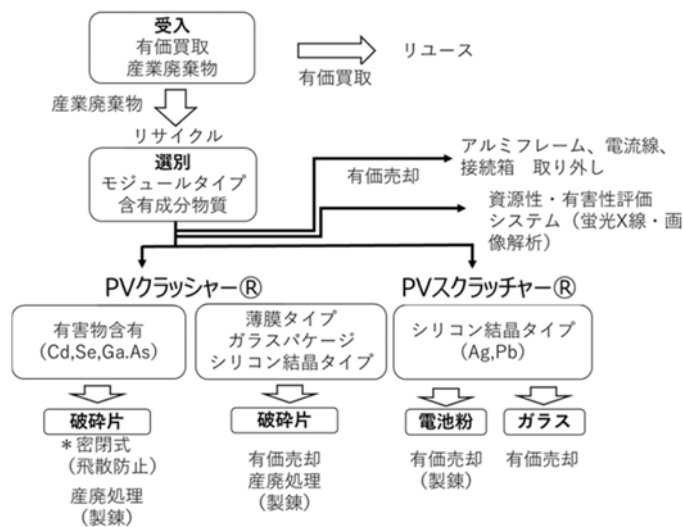 受入
有価買取
産業廃棄物
有価買取
リユース
産業廃棄物
リサイクル
選別
モジュールタイプ
含有成分物質
有価売却
アルミフレーム、電流線、
接続箱　取り外し
資源性・有害性評価
システム（蛍光X線・画
像解析）
PVクラッシャー®
PVスクラッチャー®
有害物含有
(Cd,Se,Ga.As)
薄膜タイプ
ガラスパッケージ
シリコン結晶タイプ
シリコン結晶タイプ
(Ag,Pb)
破砕片
＊密閉式
（飛散防止）
産廃処理
（製錬）
破砕片
有価売却
産廃処理
（製錬）
電池粉
有価売却
（製錬）
ガラス
有価売却